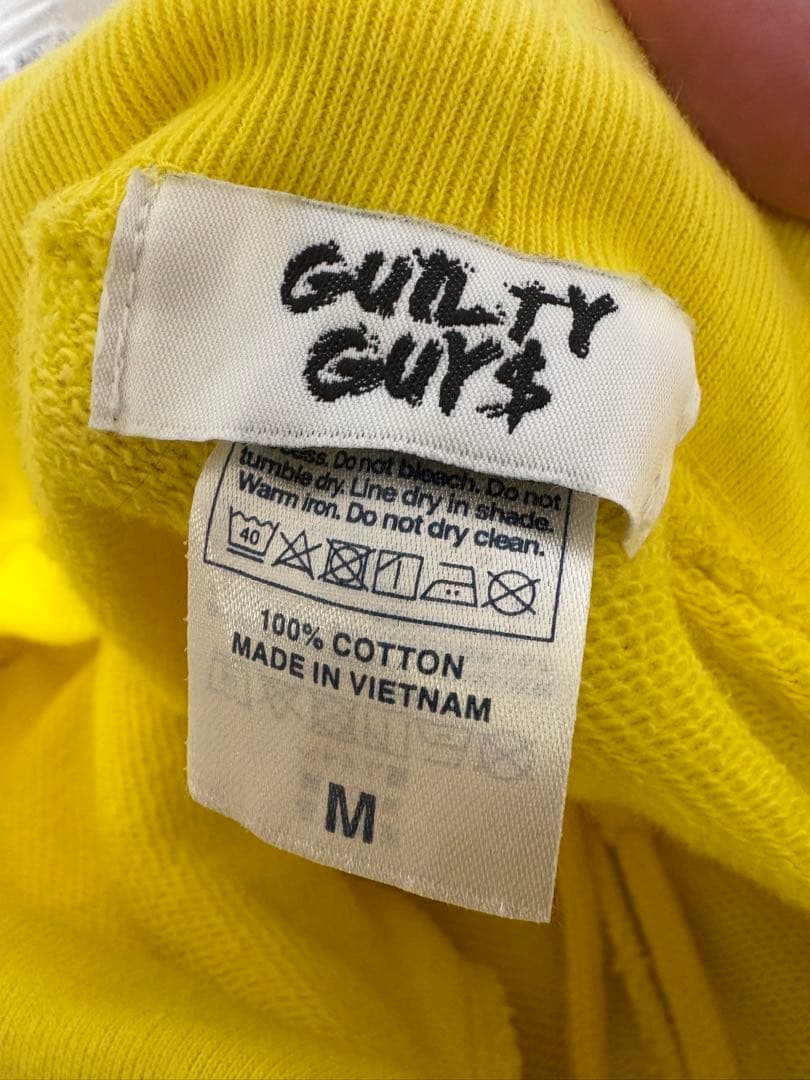 GUILTY
GUY$
Do not bleach. Do not
tumble dry. Line dry in shade.
Warm iron. Do not dry clean.
40
100% COTTON
MADE IN VIETNAM
M